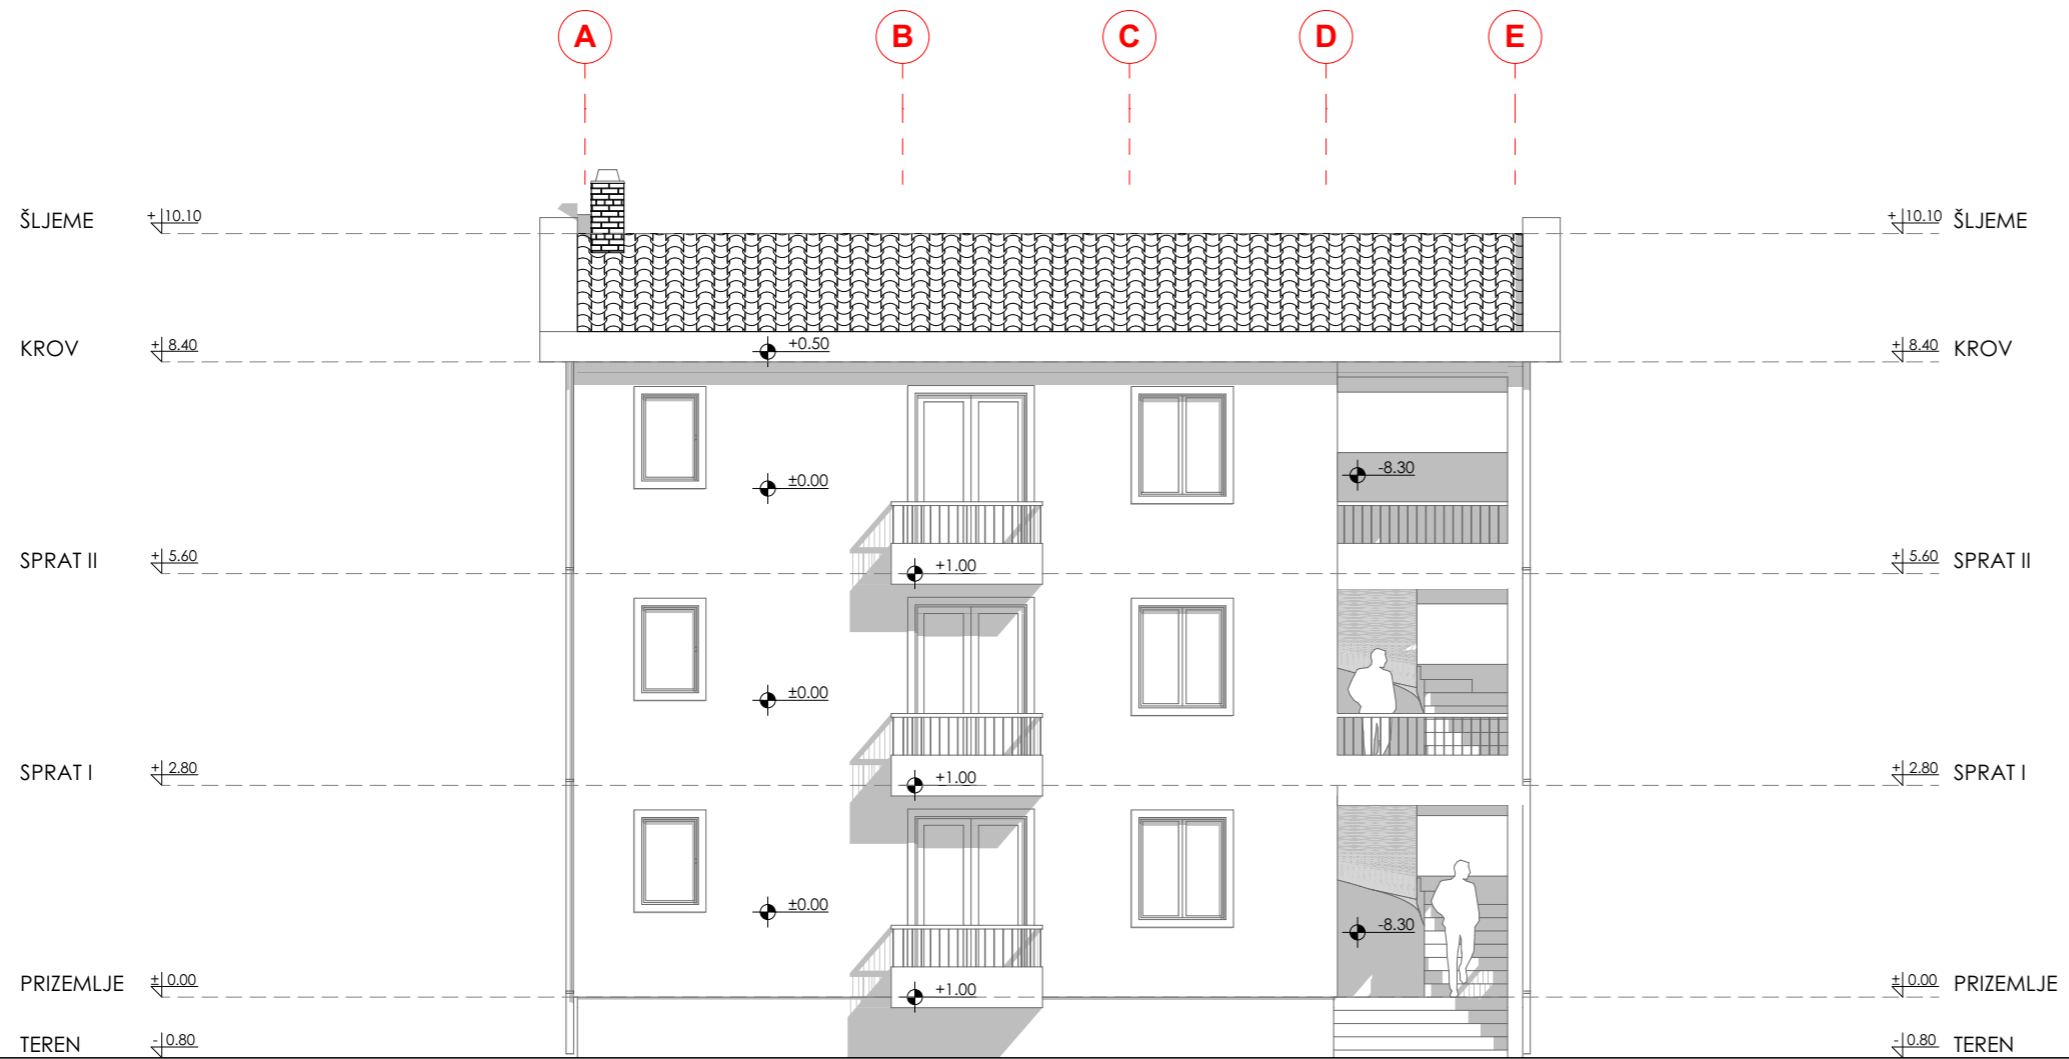 A B C D E
ŠLJEME +10.10 +10.10 ŠLJEME
KROV +8.40 +0.50 +8.40 KROV
±0.00 -8.30
SPRAT II +5.60 +1.00 +5.60 SPRAT II
±0.00
SPRAT I +2.80 +1.00 +2.80 SPRAT I
±0.00 -8.30
PRIZEMLJE ±0.00 +1.00 ±0.00 PRIZEMLJE
TEREN -0.80 -0.80 TEREN